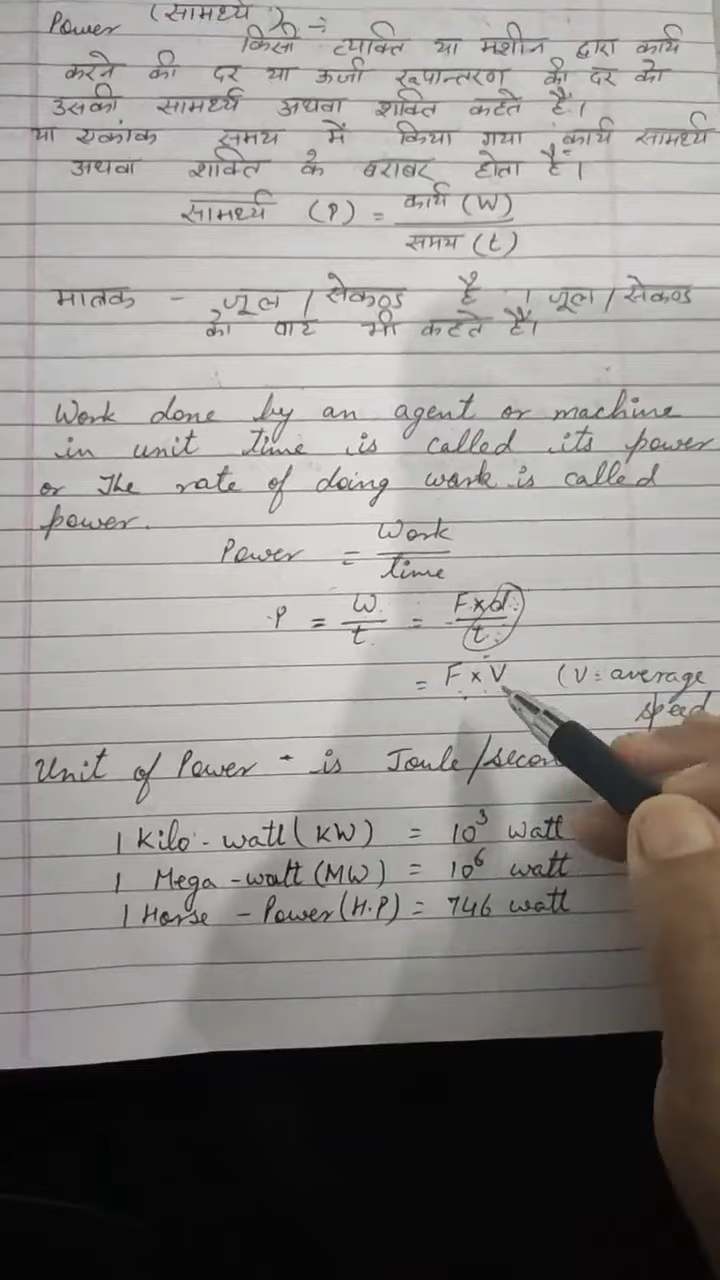 Power (सामर्थ्य) :-
किसी व्यक्ति या मशीन द्वारा कार्य
करने की दर या ऊर्जा रूपान्तरण की दर को
उसकी सामर्थ्य अथवा शक्ति कहते हैं।
या एकांक समय में किया गया कार्य सामर्थ्य
अथवा शक्ति के बराबर होता है।
सामर्थ्य (P) = कार्य (W) / समय (t)
मात्रक - जूल / सेकण्ड है । जूल / सेकण्ड
को वाट भी कहते हैं।
Work done by an agent or machine
in unit time is called its power
or The rate of doing work is called
power.
Power = Work / time
P = W / t = F x d / t
= F x V (V = average
speed
Unit of Power - is Joule/secon
1 Kilo-watt (KW) = 10³ Watt
1 Mega-watt (MW) = 10⁶ watt
1 Horse-Power (H.P) = 746 watt